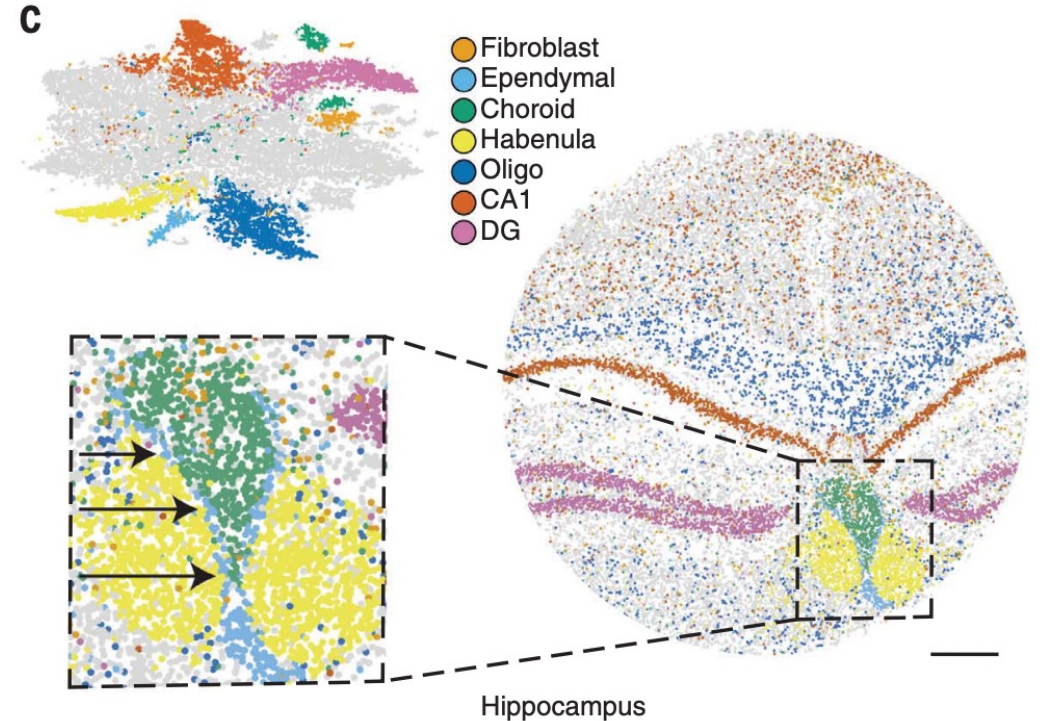 c
Fibroblast
Ependymal
Choroid
Habenula
Oligo
CA1
DG
Hippocampus